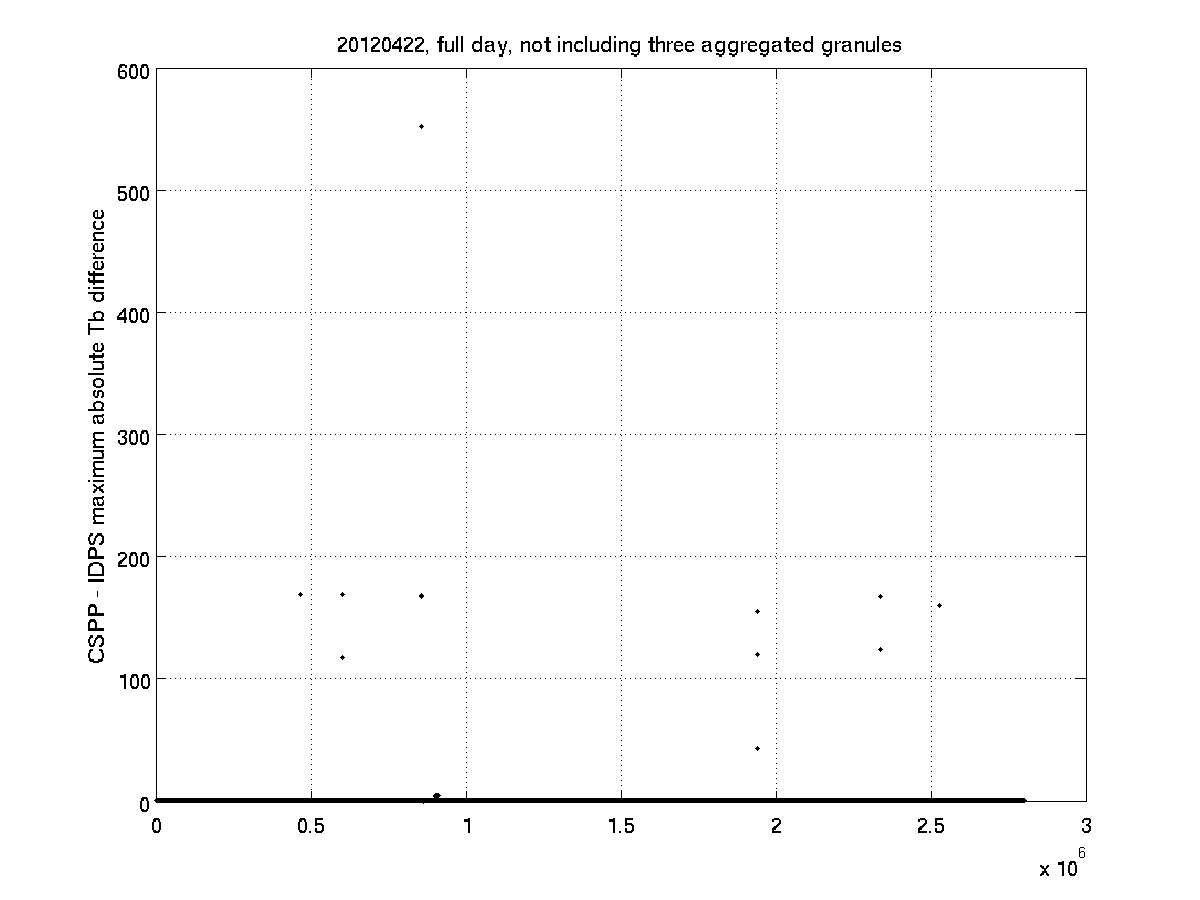 20120422, full day, not including three aggregated granules
CSPP - IDPS maximum absolute Tb difference
600
500
400
300
200
100
0
0 0.5 1 1.5 2 2.5 3
x 10^6